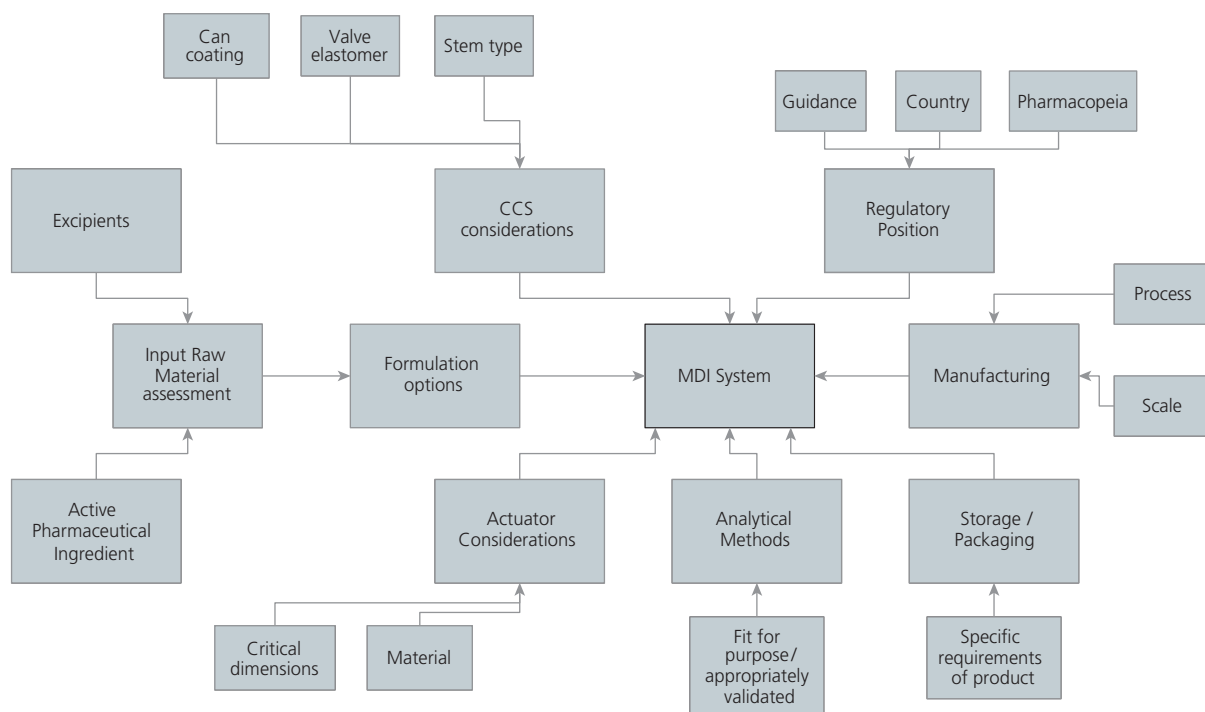 Can
coating
Valve
elastomer
Stem type
Guidance
Country
Pharmacopeia
Excipients
CCS
considerations
Regulatory
Position
Process
Input Raw
Material
assessment
Formulation
options
MDI System
Manufacturing
Scale
Active
Pharmaceutical
Ingredient
Actuator
Considerations
Analytical
Methods
Storage /
Packaging
Critical
dimensions
Material
Fit for
purpose/
appropriately
validated
Specific
requirements
of product